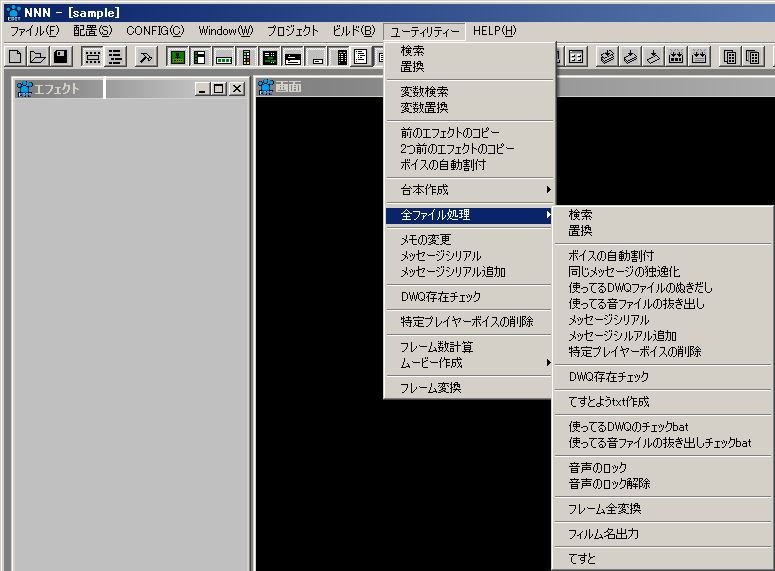 NNN - [sample]
ファイル(F) 配置(S) CONFIG(C) Window(W) プロジェクト ビルド(B) ユーティリティー HELP(H)
エフェクト
画面
検索
置換
変数検索
変数置換
前のエフェクトのコピー
2つ前のエフェクトのコピー
ボイスの自動割付
台本作成
全ファイル処理
メモの変更
メッセージシリアル
メッセージシリアル追加
DWQ存在チェック
特定プレイヤーボイスの削除
フレーム数計算
ムービー作成
フレーム変換
検索
置換
ボイスの自動割付
同じメッセージの独逸化
使ってるDWQファイルのぬきだし
使ってる音ファイルの抜き出し
メッセージシリアル
メッセージシルアル追加
特定プレイヤーボイスの削除
DWQ存在チェック
てすとようtxt作成
使ってるDWQのチェックbat
使ってる音ファイルの抜き出しチェックbat
音声のロック
音声のロック解除
フレーム全変換
フィルム名出力
てすと